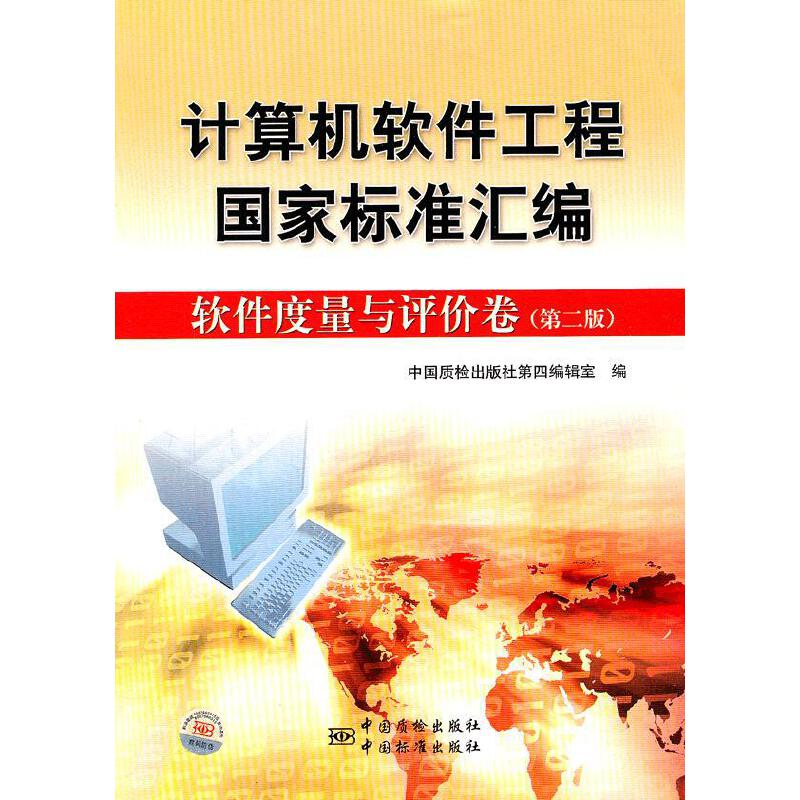 计算机软件工程
国家标准汇编
软件度量与评价卷(第二版)
中国质检出版社第四编辑室 编
中国质检出版社
中国标准出版社